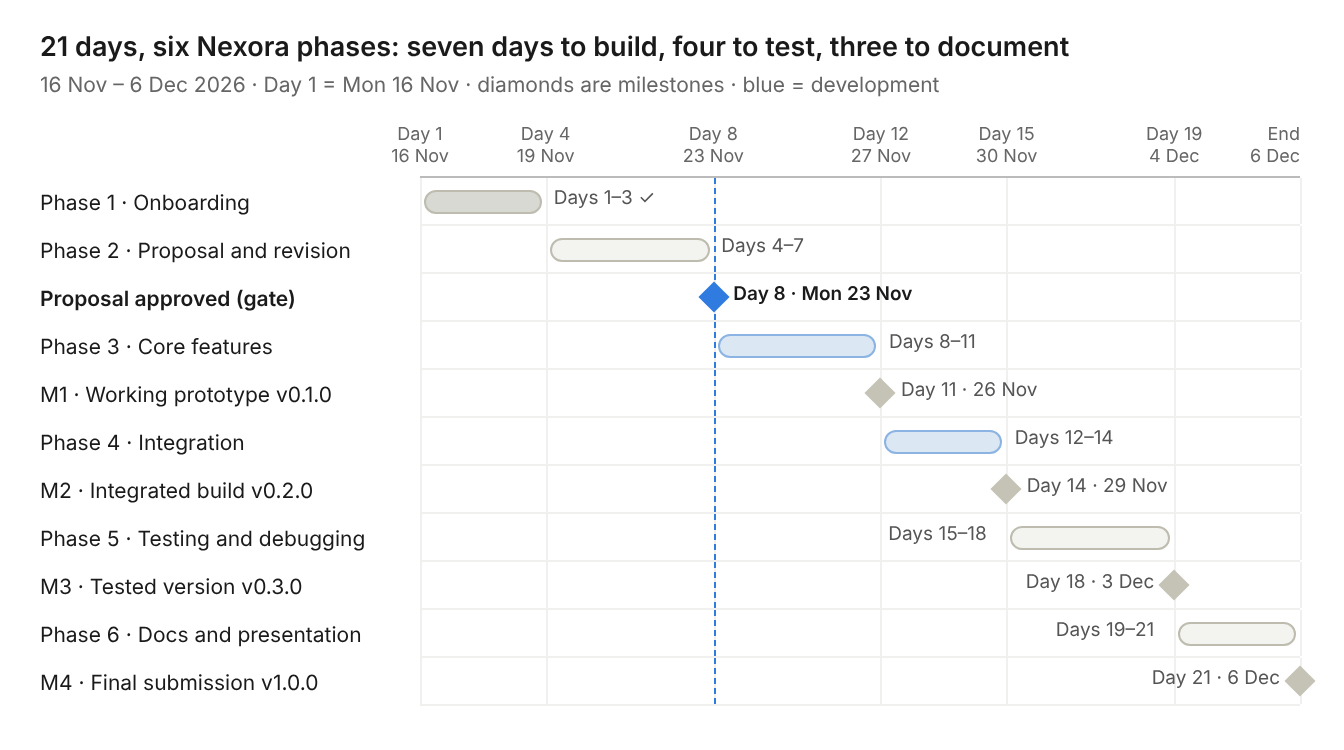 21 days, six Nexora phases: seven days to build, four to test, three to document
16 Nov – 6 Dec 2026 · Day 1 = Mon 16 Nov · diamonds are milestones · blue = development
Day 1 Day 4 Day 8 Day 12 Day 15 Day 19 End
16 Nov 19 Nov 23 Nov 27 Nov 30 Nov 4 Dec 6 Dec
Phase 1 · Onboarding Days 1–3 ✓
Phase 2 · Proposal and revision Days 4–7
Proposal approved (gate) Day 8 · Mon 23 Nov
Phase 3 · Core features Days 8–11
M1 · Working prototype v0.1.0 Day 11 · 26 Nov
Phase 4 · Integration Days 12–14
M2 · Integrated build v0.2.0 Day 14 · 29 Nov
Phase 5 · Testing and debugging Days 15–18
M3 · Tested version v0.3.0 Day 18 · 3 Dec
Phase 6 · Docs and presentation Days 19–21
M4 · Final submission v1.0.0 Day 21 · 6 Dec